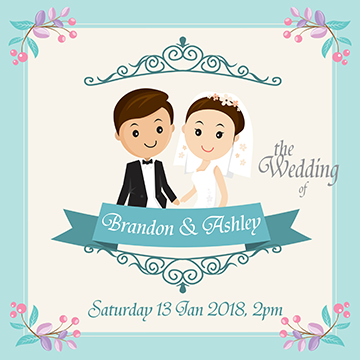 the
Wedding
of
Brandon & Ashley
Saturday 13 Jan 2018, 2pm